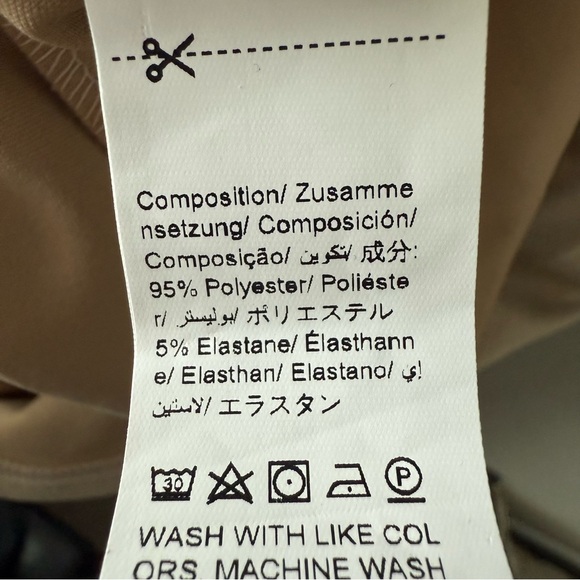 Composition/ Zusamme
nsetzung/ Composición/
Composição/ تكوين/ 成分:
95% Polyester/ Poliéste
r/ بوليستر/ ポリエステル
5% Elastane/ Élasthann
e/ Elasthan/ Elastano/ إي
لاستين/ エラスタン
30
P
WASH WITH LIKE COL
ORS. MACHINE WASH